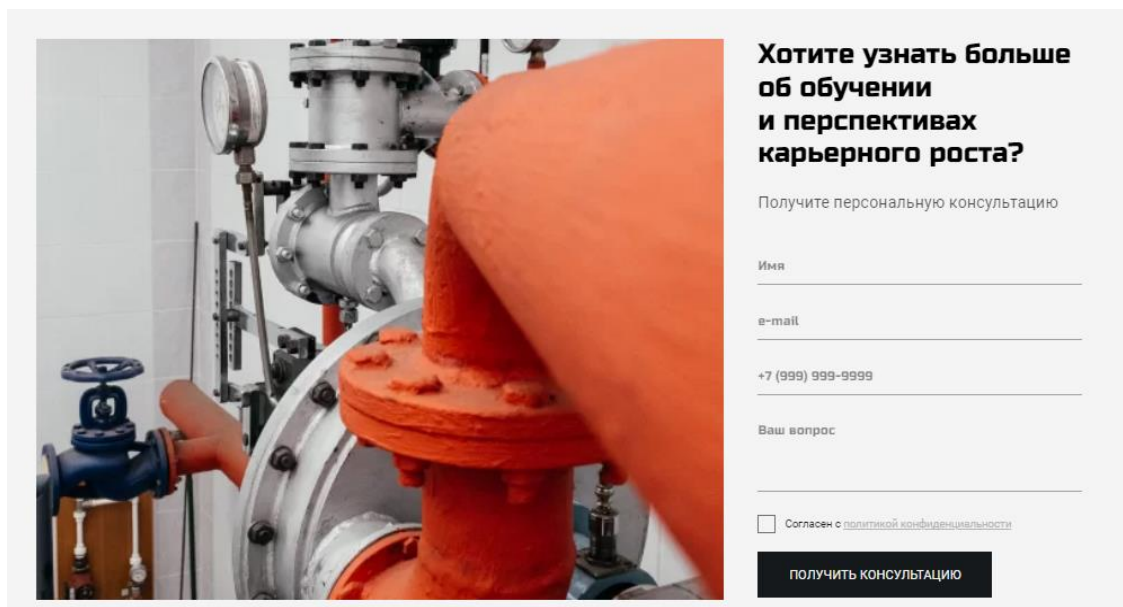 Хотите узнать больше
об обучении
и перспективах
карьерного роста?
Получите персональную консультацию
Имя
e-mail
+7 (999) 999-9999
Ваш вопрос
Согласен с политикой конфиденциальности
ПОЛУЧИТЬ КОНСУЛЬТАЦИЮ